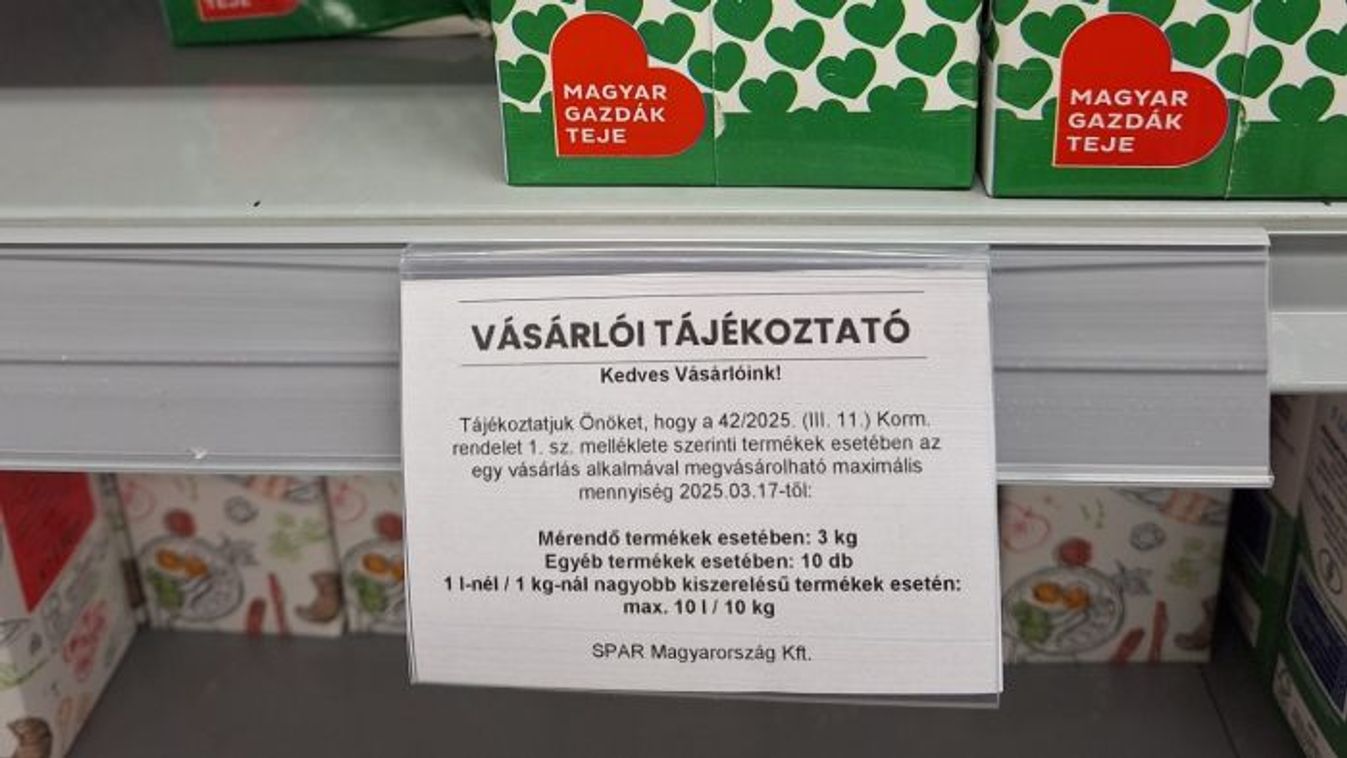 TEJE
MAGYAR
GAZDÁK
TEJE
MAGYAR
GAZDÁK
TEJE
VÁSÁRLÓI TÁJÉKOZTATÓ
Kedves Vásárlóink!
Tájékoztatjuk Önöket, hogy a 42/2025. (III. 11.) Korm.
rendelet 1. sz. melléklete szerinti termékek esetében az
egy vásárlás alkalmával megvásárolható maximális
mennyiség 2025.03.17-től:
Mérendő termékek esetében: 3 kg
Egyéb termékek esetében: 10 db
1 l-nél / 1 kg-nál nagyobb kiszerelésű termékek esetén:
max. 10 l / 10 kg
SPAR Magyarország Kft.